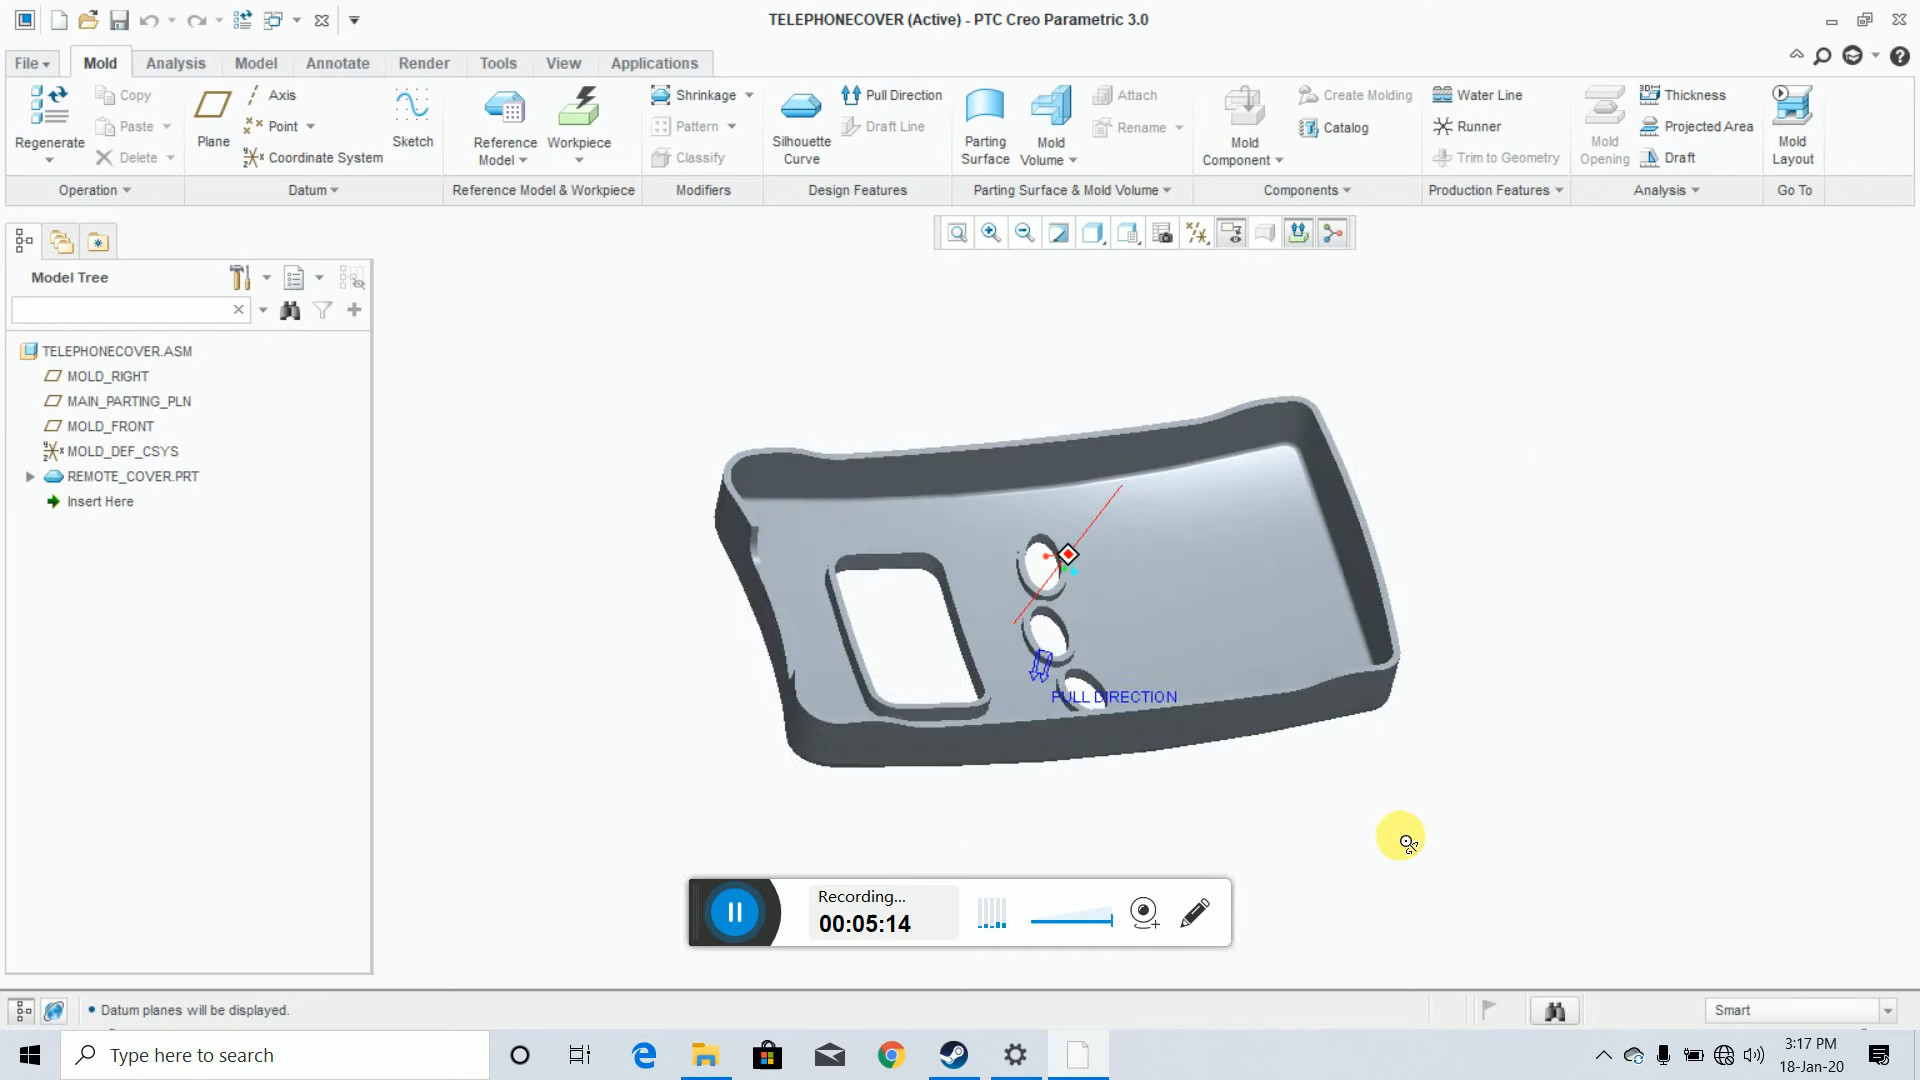 TELEPHONECOVER (Active) - PTC Creo Parametric 3.0
File Mold Analysis Model Annotate Render Tools View Applications
Regenerate
Copy
Paste
Delete
Operation
Plane
Axis
Point
Coordinate System
Sketch
Datum
Reference Model
Workpiece
Reference Model & Workpiece
Shrinkage
Pattern
Classify
Modifiers
Silhouette Curve
Pull Direction
Draft Line
Design Features
Parting Surface
Mold Volume
Attach
Rename
Parting Surface & Mold Volume
Mold Component
Create Molding
Catalog
Components
Water Line
Runner
Trim to Geometry
Production Features
Mold Opening
Thickness
Projected Area
Draft
Analysis
Mold Layout
Go To
Model Tree
TELEPHONECOVER.ASM
MOLD_RIGHT
MAIN_PARTING_PLN
MOLD_FRONT
MOLD_DEF_CSYS
REMOTE_COVER.PRT
Insert Here
PULL DIRECTION
Recording...
00:05:14
Datum planes will be displayed.
Smart
Type here to search
3:17 PM
18-Jan-20